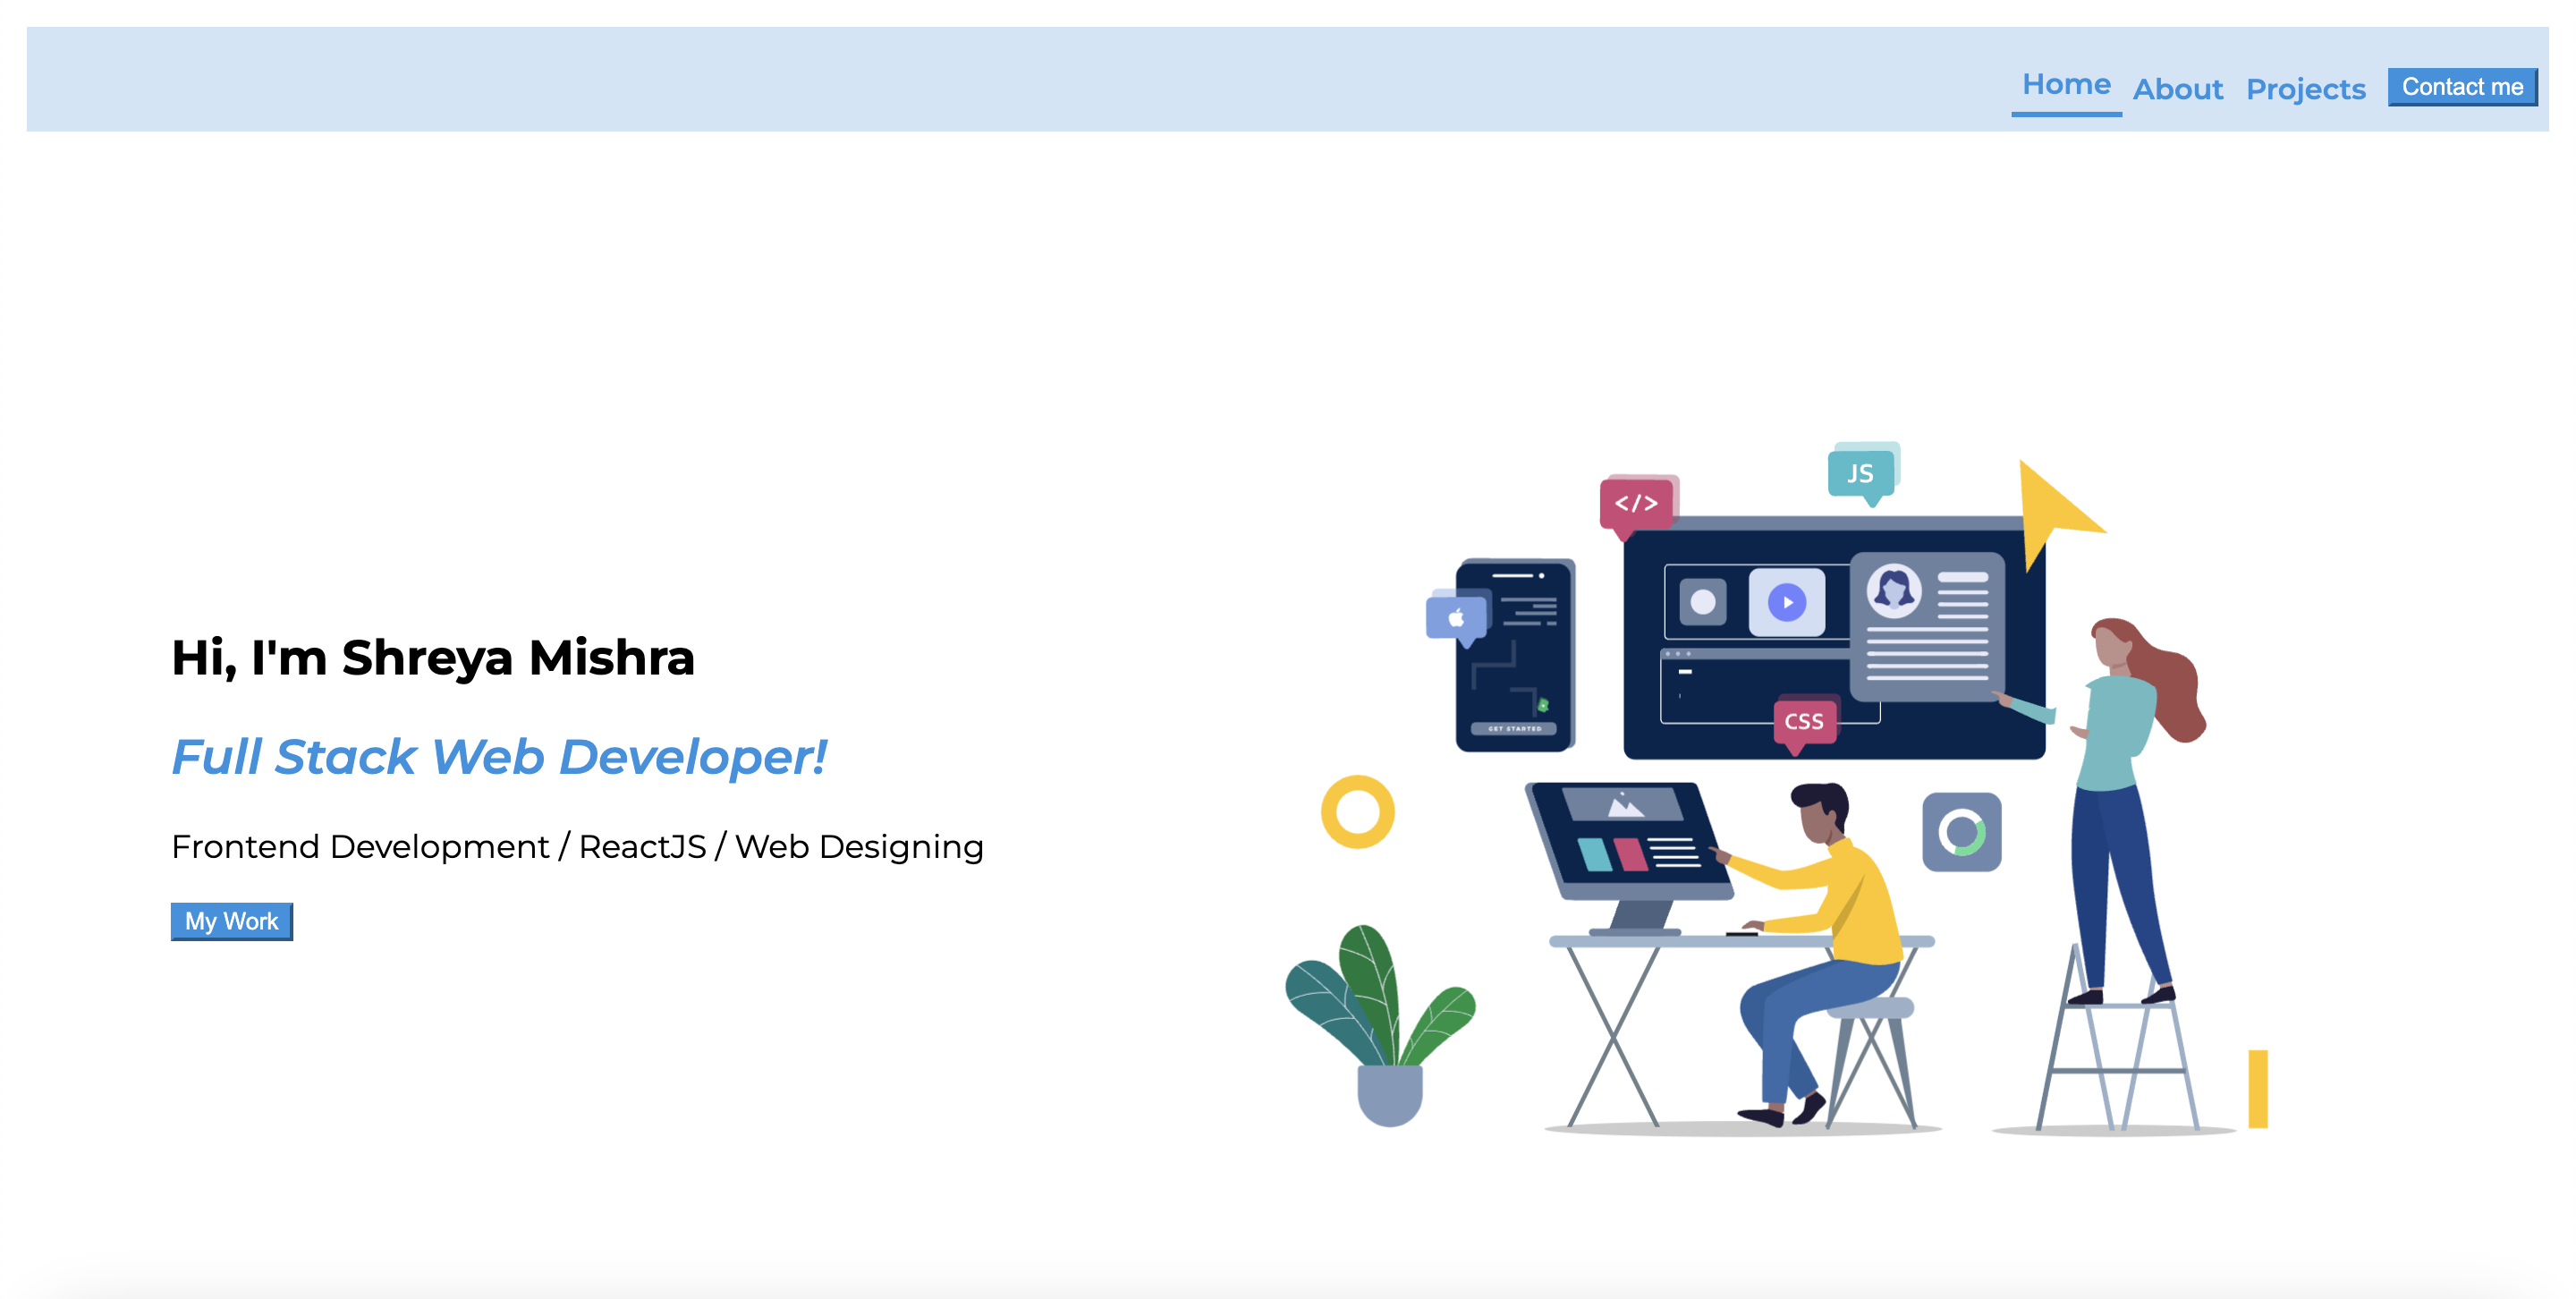 Home About Projects Contact me
JS
</>
Hi, I'm Shreya Mishra
CSS
GET STARTED
Full Stack Web Developer!
Frontend Development / ReactJS / Web Designing
My Work